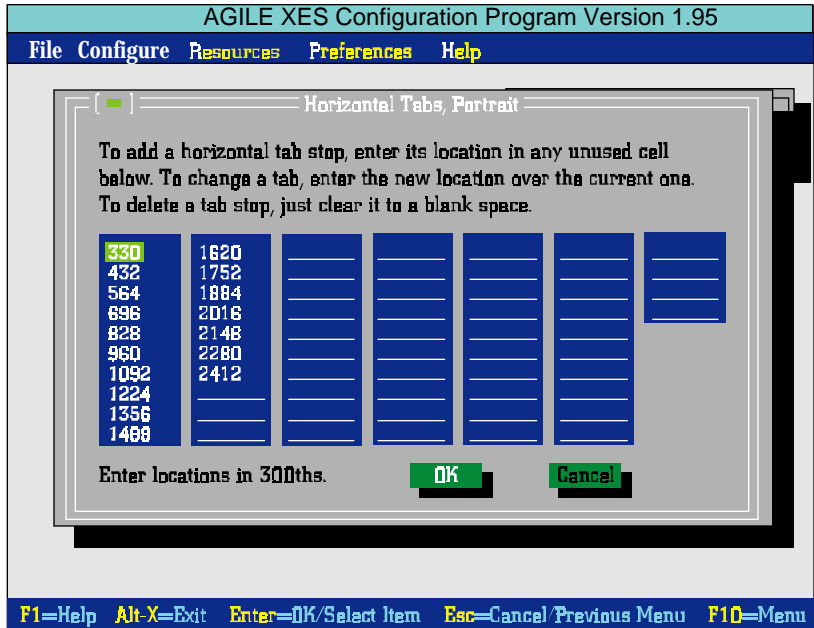 AGILE XES Configuration Program Version 1.95
File Configure Resources Preferences Help
Horizontal Tabs, Portrait
To add a horizontal tab stop, enter its location in any unused cell
below. To change a tab, enter the new location over the current one.
To delete a tab stop, just clear it to a blank space.
330 1620
432 1752
564 1884
696 2016
828 2148
960 2280
1092 2412
1224
1356
1488
Enter locations in 300ths. OK Cancel
F1=Help Alt-X=Exit Enter=OK/Select Item Esc=Cancel/Previous Menu F10=Menu